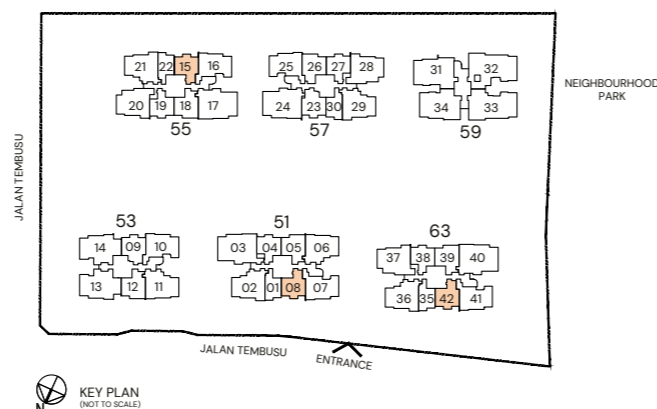 21 22 15 16
25 26 27 28
31 32
NEIGHBOURHOOD
PARK
20 19 18 17
24 23 30 29
34 33
55
57
59
JALAN TEMBUSU
53
51
63
14 09 10
03 04 05 06
37 38 39 40
13 12 11
02 01 08 07
36 35 42 41
JALAN TEMBUSU
ENTRANCE
N
KEY PLAN
(NOT TO SCALE)